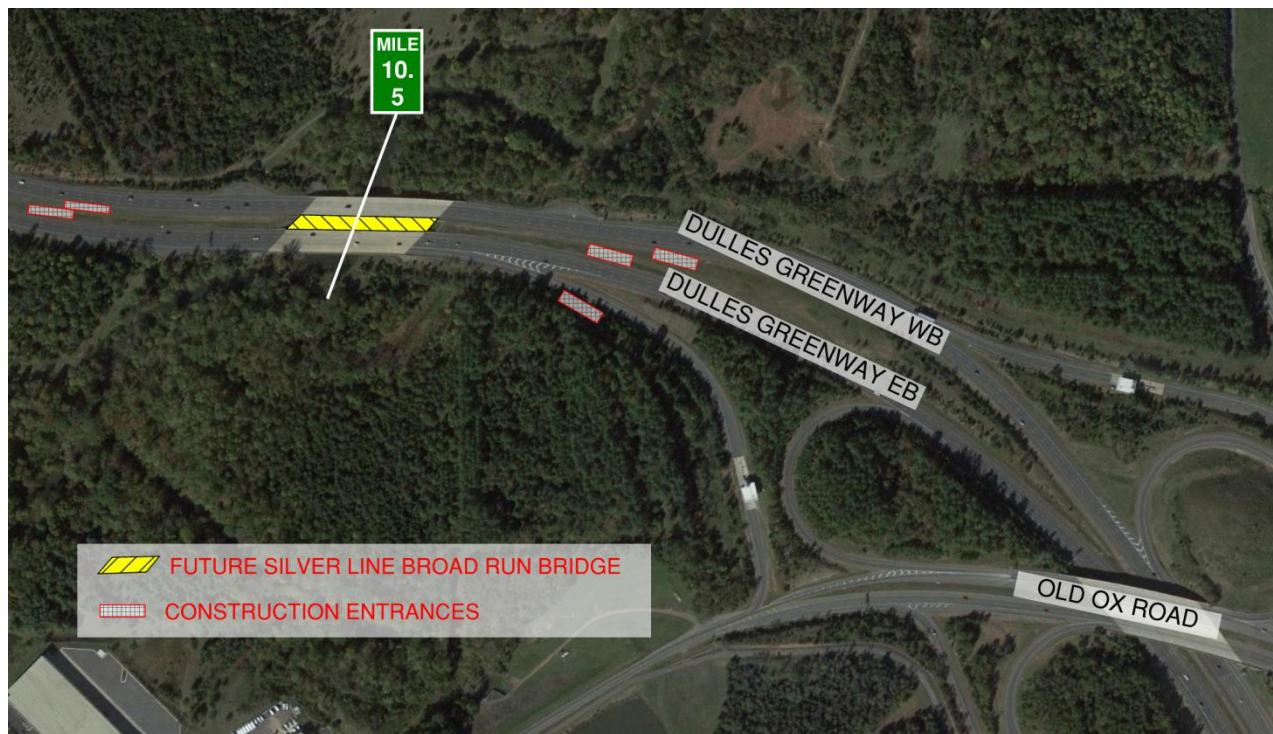 MILE
10.
5
DULLES GREENWAY WB
DULLES GREENWAY EB
FUTURE SILVER LINE BROAD RUN BRIDGE
CONSTRUCTION ENTRANCES
OLD OX ROAD